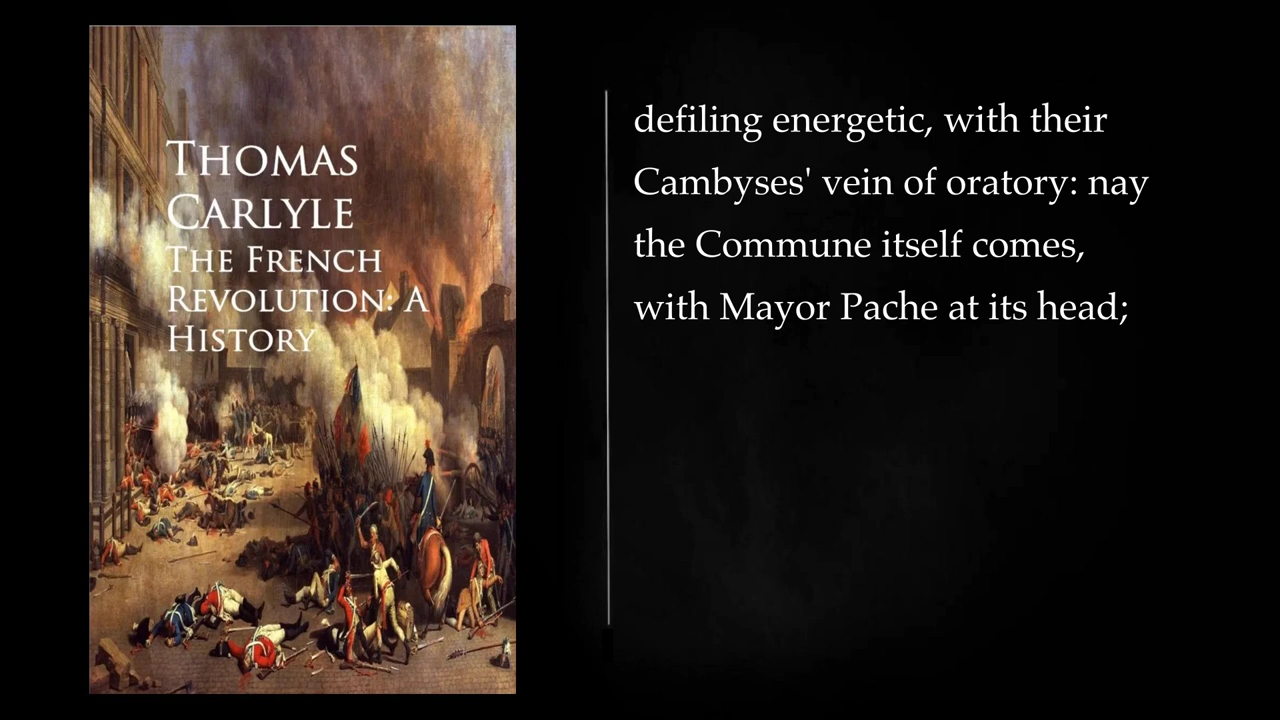 THOMAS
CARLYLE
THE FRENCH
REVOLUTION: A
HISTORY
defiling energetic, with their
Cambyses' vein of oratory: nay
the Commune itself comes,
with Mayor Pache at its head;